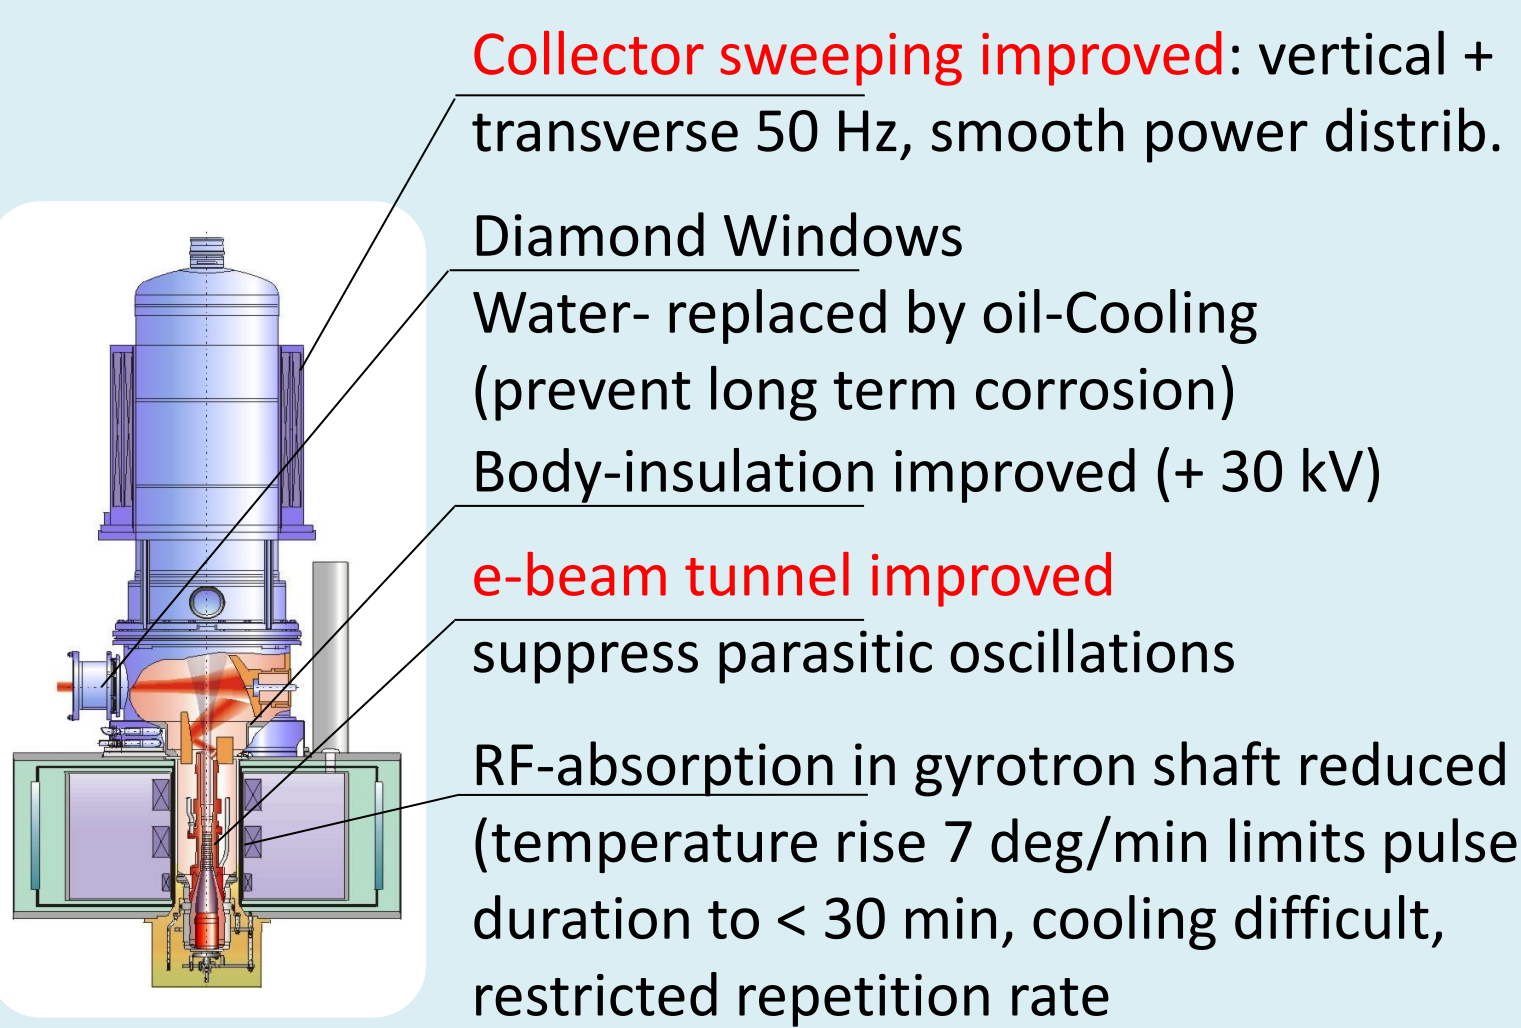 Collector sweeping improved: vertical +
transverse 50 Hz, smooth power distrib.
Diamond Windows
Water- replaced by oil-Cooling
(prevent long term corrosion)
Body-insulation improved (+ 30 kV)
e-beam tunnel improved
suppress parasitic oscillations
RF-absorption in gyrotron shaft reduced
(temperature rise 7 deg/min limits pulse
duration to < 30 min, cooling difficult,
restricted repetition rate